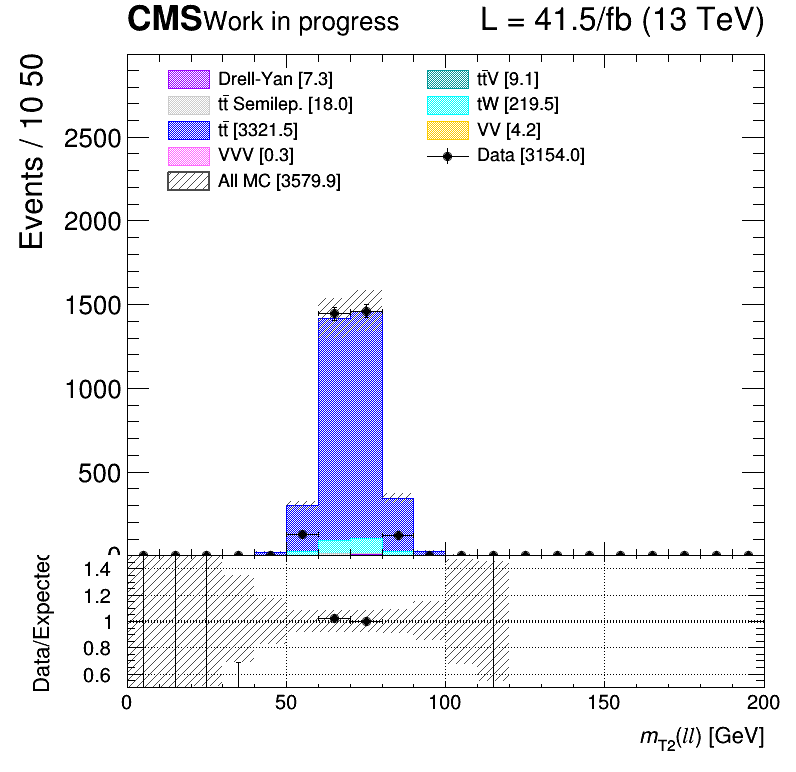 CMS Work in progress L = 41.5/fb (13 TeV)
Events / 10 50
Drell-Yan [7.3]
tt̄ Semilep. [18.0]
tt̄ [3321.5]
VVV [0.3]
All MC [3579.9]
tt̄V [9.1]
tW [219.5]
VV [4.2]
Data [3154.0]
2500
2000
1500
1000
500
0
Data/Expected
1.4
1.2
1
0.8
0.6
0 50 100 150 200
m_T2(ll) [GeV]